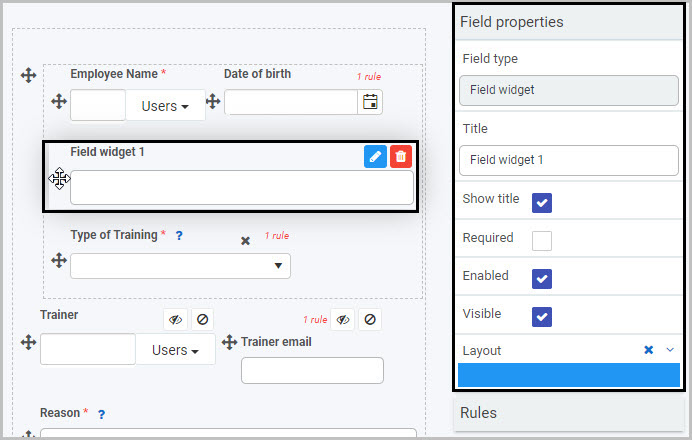 Employee Name *
Date of birth
1 rule
Users
Field widget 1
Type of Training * ?
1 rule
Trainer
1 rule
Users
Trainer email
Reason * ?
Field properties
Field type
Field widget
Title
Field widget 1
Show title
Required
Enabled
Visible
Layout
Rules